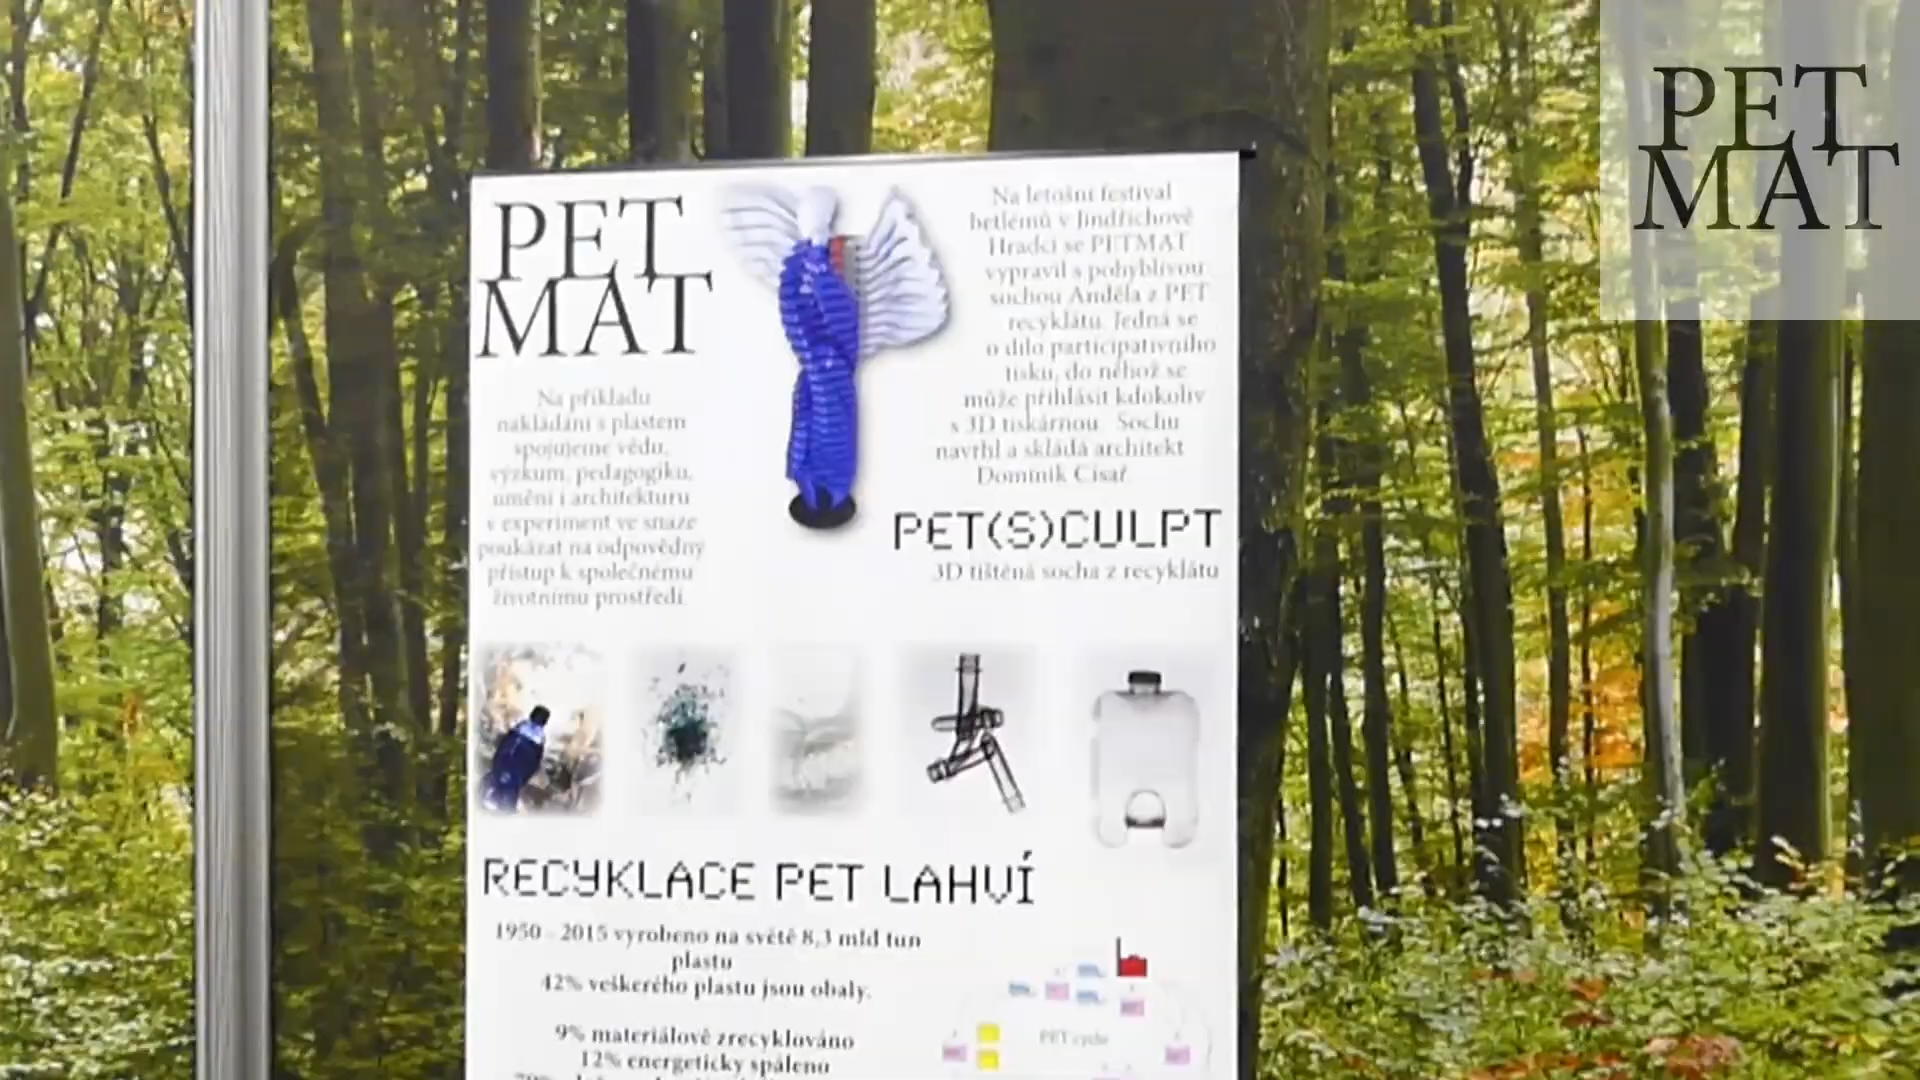 PET
MAT
PET
MAT
Na příkladu
nakládání s plastem
spojujeme vědu,
výzkum, pedagogiku,
umění i architekturu
v experiment ve snaze
poukázat na odpovědný
přístup k společnému
životnímu prostředí.
Na letošní festival
betlémů v Jindřichově
Hradci se PETMAT
vypravil s pohyblivou
sochou Anděla z PET
recyklátu. Jedná se
o dílo participativního
tisku, do něhož se
může přihlásit kdokoliv
s 3D tiskárnou. Sochu
navrhl a skládá architekt
Dominik Císař.
PET(S)CULPT
3D tištěná socha z recyklátu
RECYKLACE PET LAHVÍ
1950 - 2015 vyrobeno na světě 8,3 mld tun
plastu
42% veškerého plastu jsou obaly.
9% materiálově zrecyklováno
12% energeticky spáleno
PET cycle